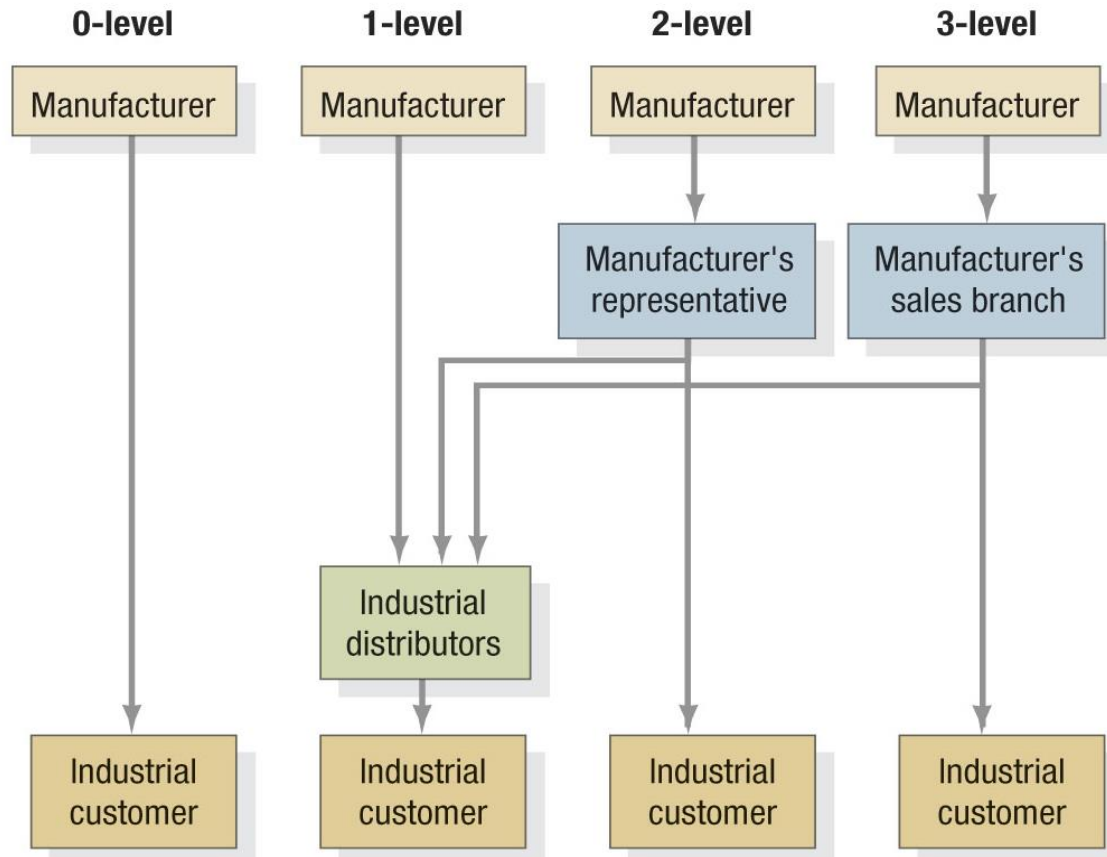 0-level
1-level
2-level
3-level
Manufacturer
Manufacturer
Manufacturer
Manufacturer
Manufacturer's
representative
Manufacturer's
sales branch
Industrial
distributors
Industrial
customer
Industrial
customer
Industrial
customer
Industrial
customer